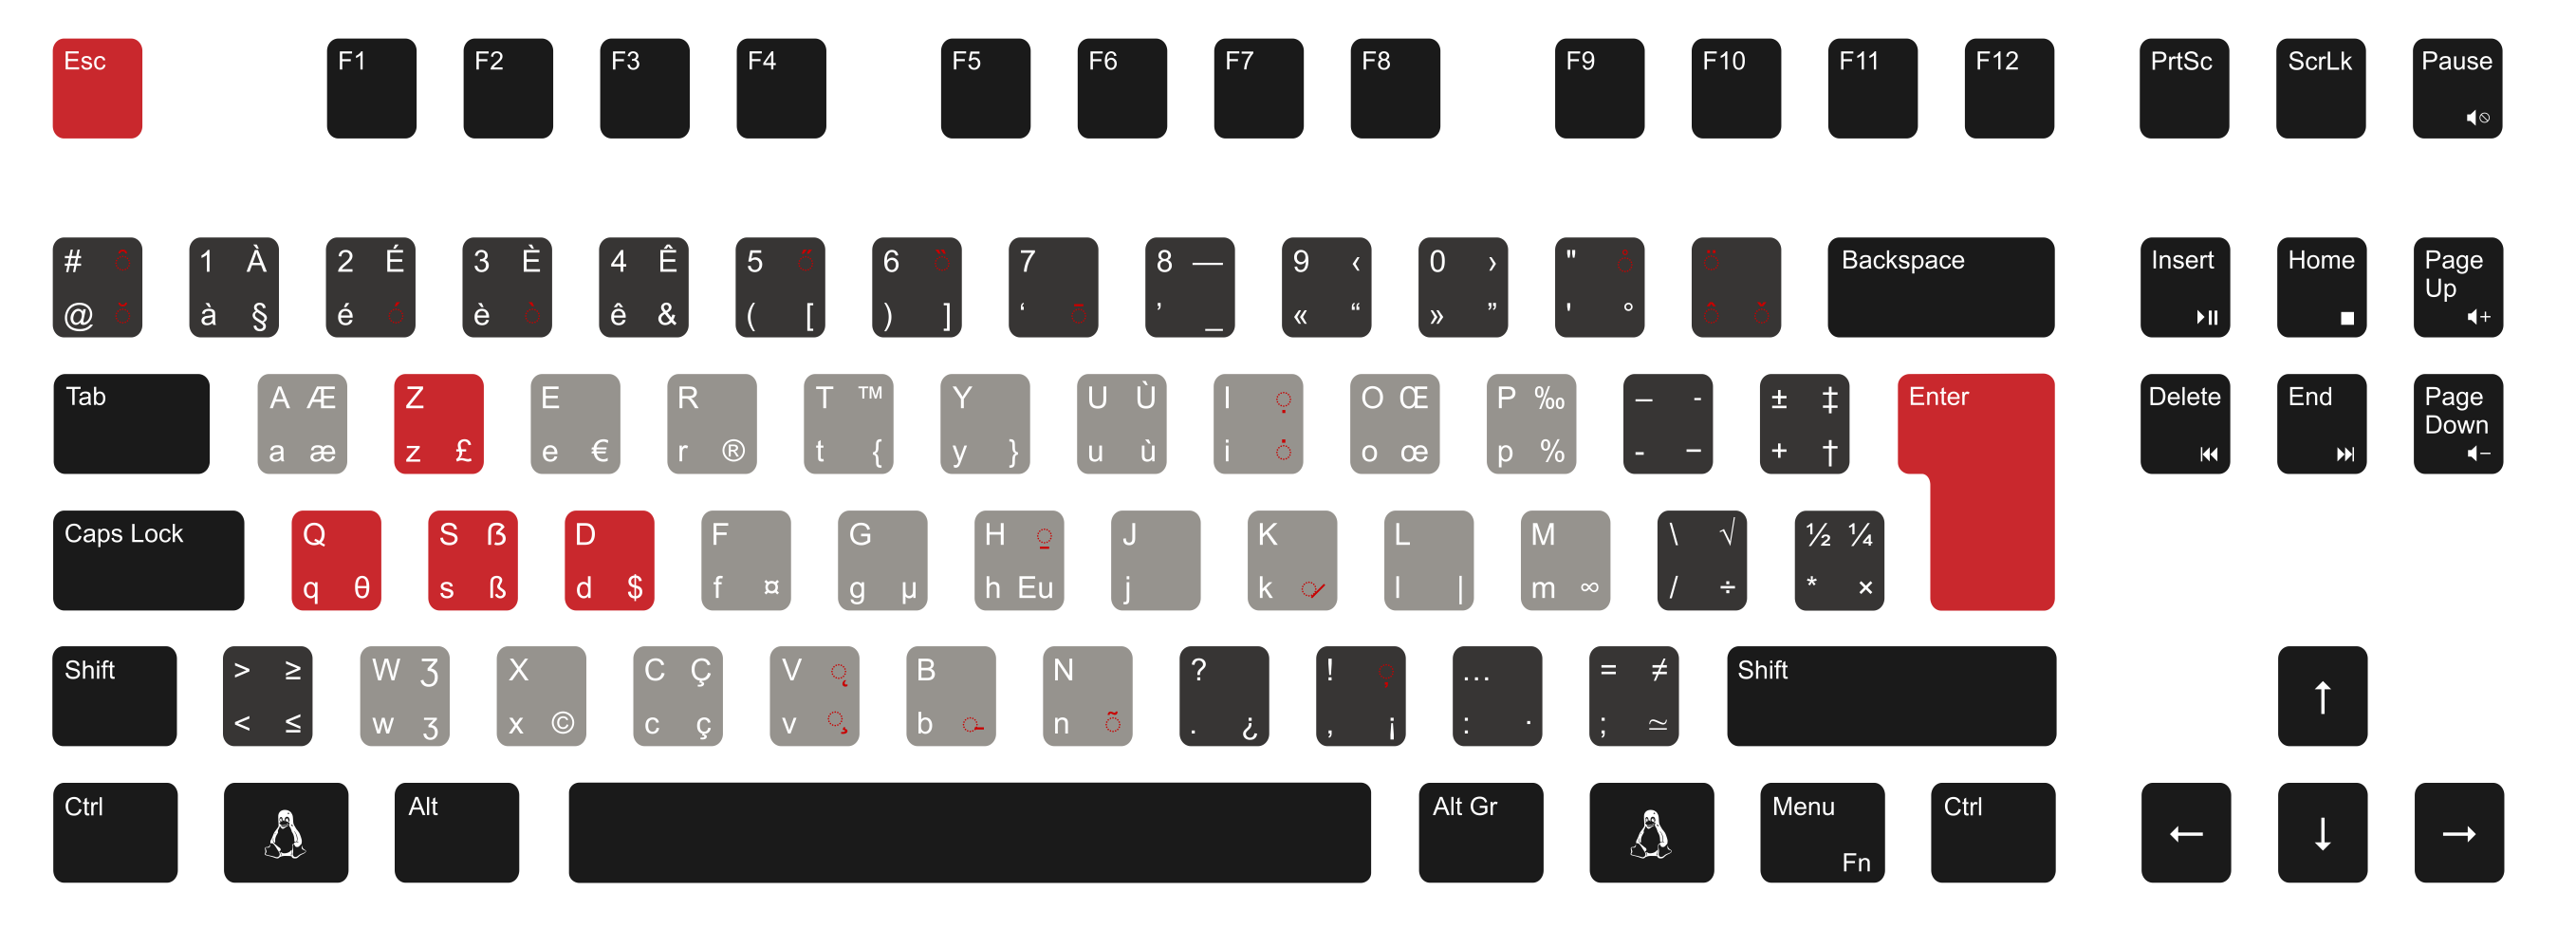 Esc F1 F2 F3 F4 F5 F6 F7 F8 F9 F10 F11 F12 PrtSc ScrLk Pause
# 1 À 2 É 3 È 4 Ê 5 6 7 8 — 9 ‹ 0 › " Backspace Insert Home Page
Up
@ à § é è ê & ( [ ) ] ‘ ’ _ « “ » ” ' °
Tab A Æ Z E R T ™ Y U Ù I O Œ P ‰ – - ± ‡ Enter Delete End Page
Down
a æ z £ e € r ® t { y } u ù i o œ p % - − + †
Caps Lock Q S ẞ D F G H J K L M \ √ ½ ¼
q θ s ß d $ f ¤ g µ h Eu j k l | m ∞ / ÷ * ×
Shift > ≥ W Ʒ X C Ç V B N ? ! … = ≠ Shift ↑
< ≤ w ʒ x © c ç v b n . ¿ , ¡ : · ; ≃
Ctrl Alt Alt Gr Menu Ctrl ← ↓ →
Fn